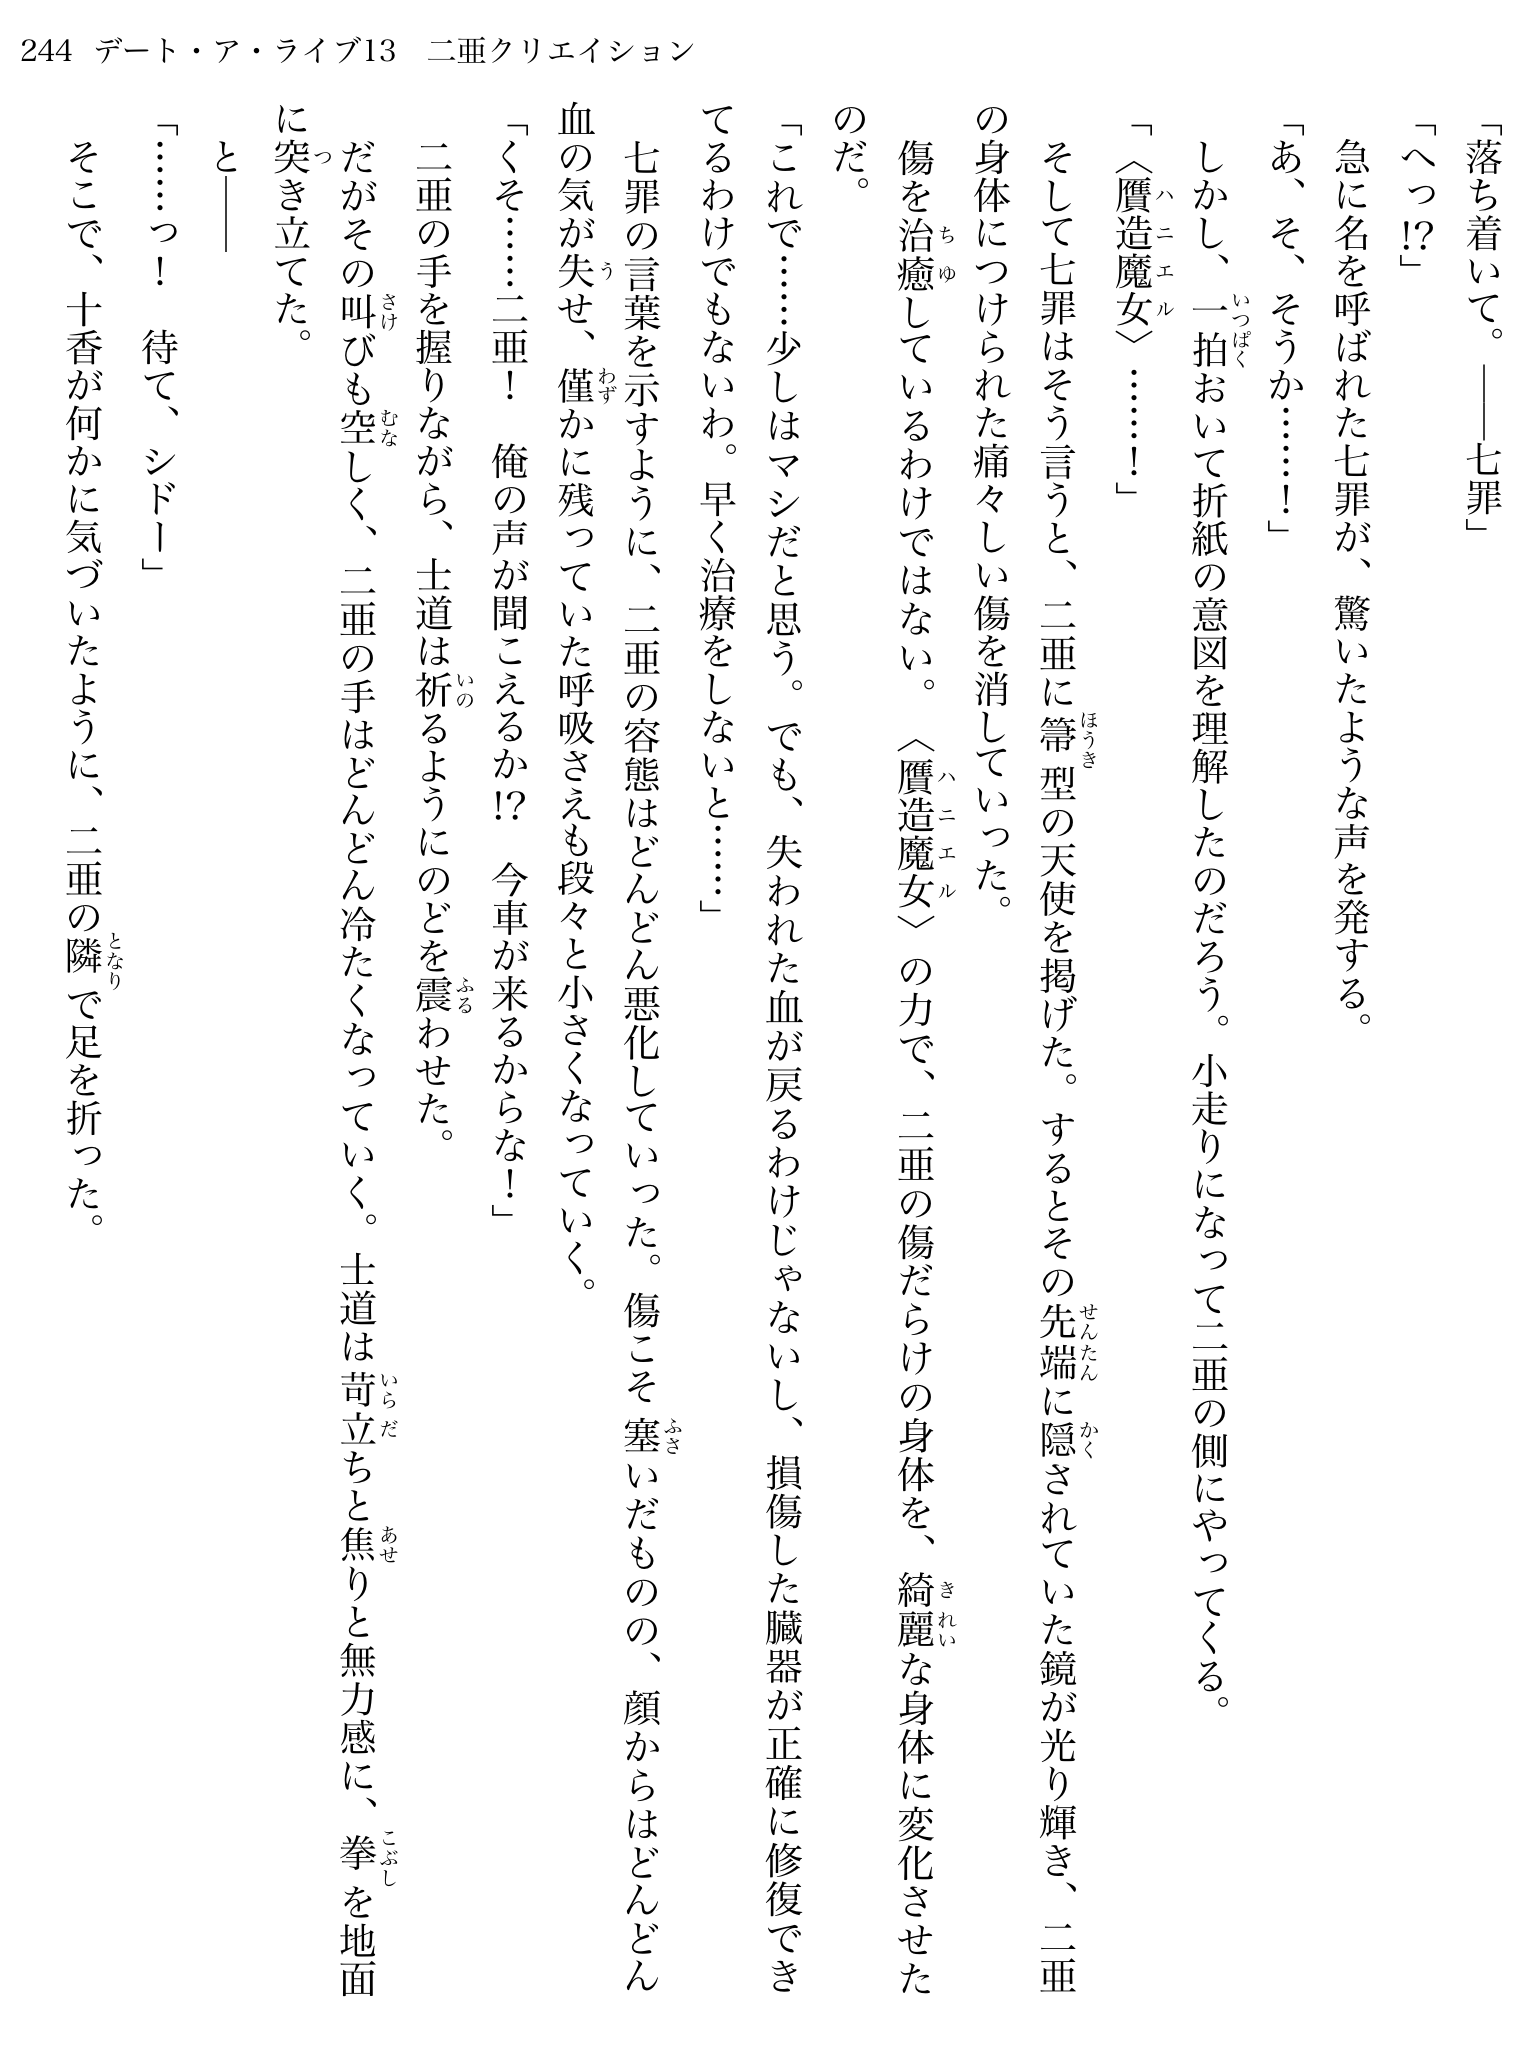 244 デート・ア・ライブ13　二亜クリエイション
「落ち着いて。――七罪」
「へっ!?」
　急に名を呼ばれた七罪が、驚いたような声を発する。
「あ、そ、そうか……！」
　しかし、一拍おいて折紙の意図を理解したのだろう。小走りになって二亜の側にやってくる。
「〈贋造魔女〉……！」
　そして七罪はそう言うと、二亜に箒型の天使を掲げた。するとその先端に隠されていた鏡が光り輝き、二亜
の身体につけられた痛々しい傷を消していった。
　傷を治癒しているわけではない。〈贋造魔女〉の力で、二亜の傷だらけの身体を、綺麗な身体に変化させた
のだ。
「これで……少しはマシだと思う。でも、失われた血が戻るわけじゃないし、損傷した臓器が正確に修復でき
てるわけでもないわ。早く治療をしないと……」
　七罪の言葉を示すように、二亜の容態はどんどん悪化していった。傷こそ塞いだものの、顔からはどんどん
血の気が失せ、僅かに残っていた呼吸さえも段々と小さくなっていく。
「くそ……二亜！　俺の声が聞こえるか!?　今車が来るからな！」
　二亜の手を握りながら、士道は祈るようにのどを震わせた。
　だがその叫びも空しく、二亜の手はどんどん冷たくなっていく。士道は苛立ちと焦りと無力感に、拳を地面
に突き立てた。
　と――
「……っ！　待て、シドー」
　そこで、十香が何かに気づいたように、二亜の隣で足を折った。